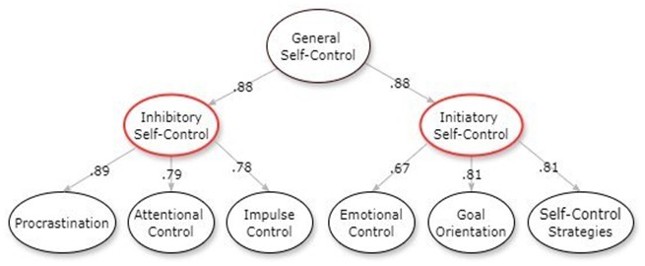 General
Self-Control
.88
.88
Inhibitory
Self-Control
Initiatory
Self-Control
.89
.79
.78
.67
.81
.81
Procrastination
Attentional
Control
Impulse
Control
Emotional
Control
Goal
Orientation
Self-Control
Strategies